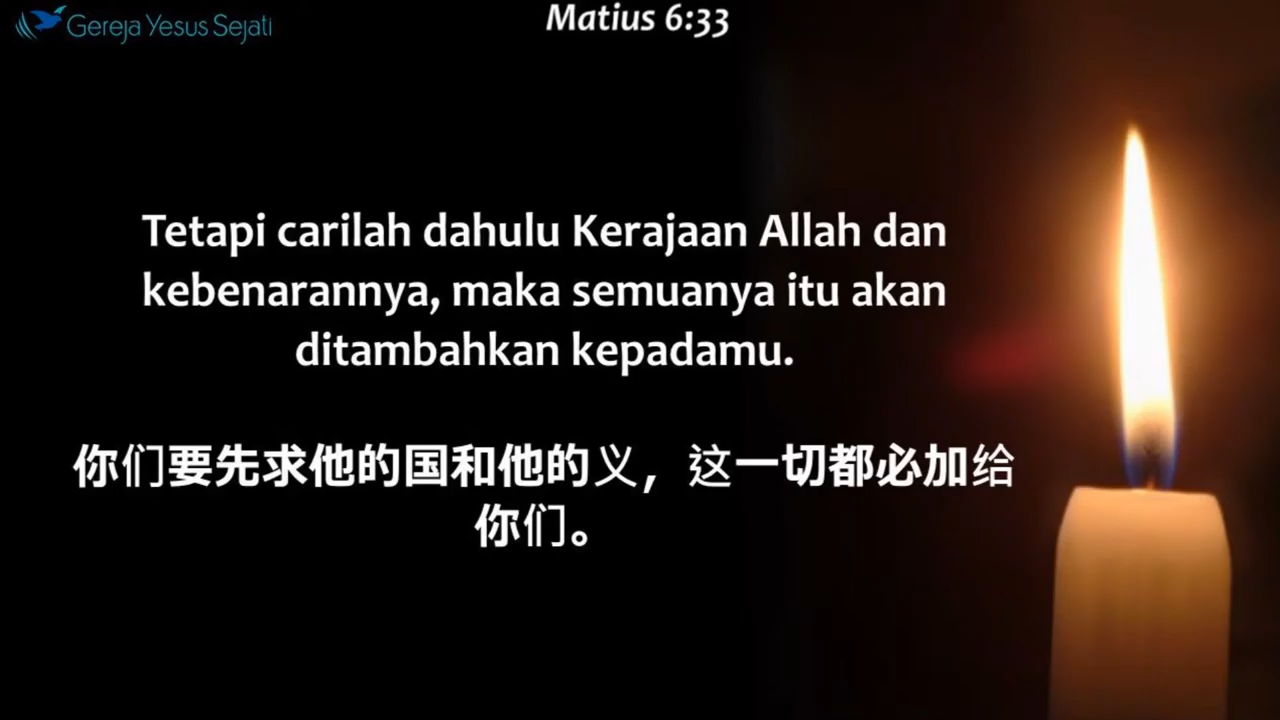 Gereja Yesus Sejati
Matius 6:33
Tetapi carilah dahulu Kerajaan Allah dan
kebenarannya, maka semuanya itu akan
ditambahkan kepadamu.
你们要先求他的国和他的义，这一切都必加给
你们。